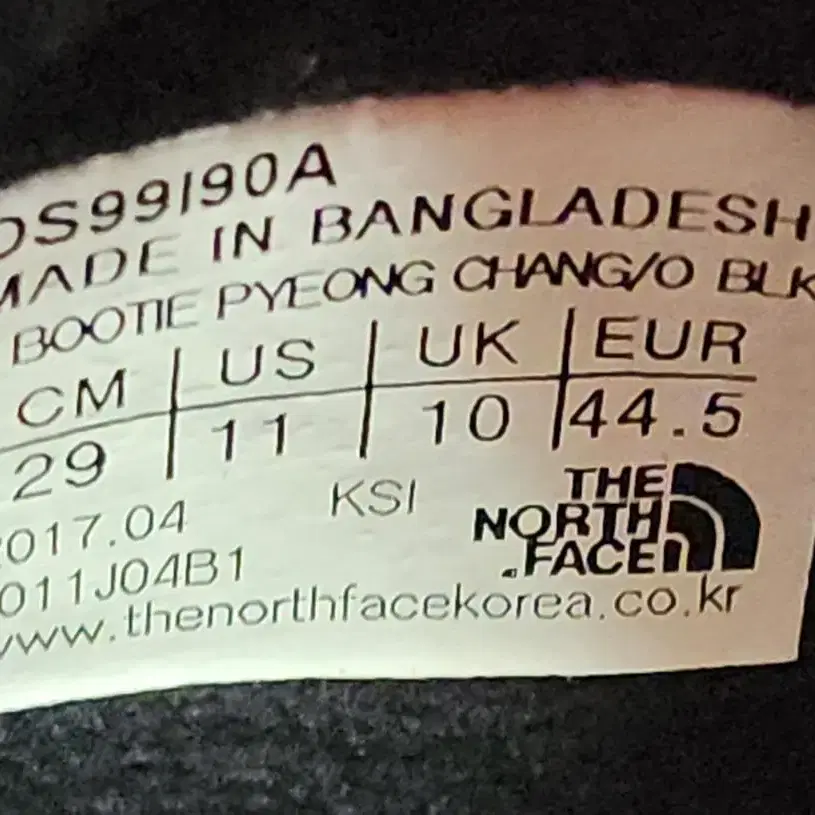 DS99I90A
MADE IN BANGLADESH
BOOTIE PYEONG CHANG/O BLK
CM US UK EUR
29 11 10 44.5
2017.04 KSI
011J04B1
www.thenorthfacekorea.co.kr
THE
NORTH
FACE